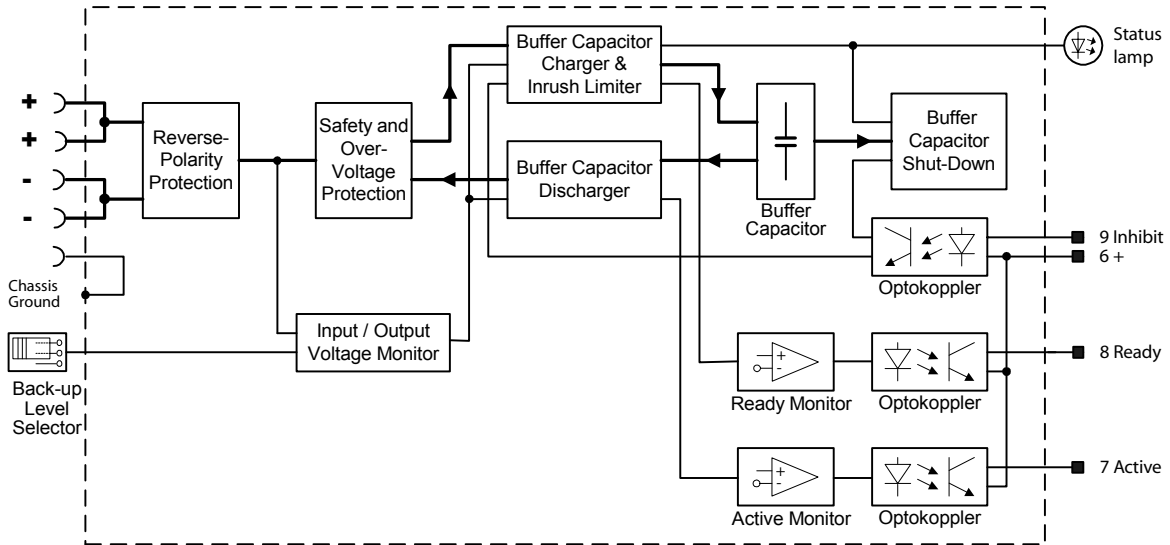 Buffer Capacitor
Charger &
Inrush Limiter
Status
lamp
+
+
-
-
Reverse-
Polarity
Protection
Safety and
Over-
Voltage
Protection
Buffer Capacitor
Discharger
Buffer
Capacitor
Buffer
Capacitor
Shut-Down
9 Inhibit
6 +
Optokoppler
Chassis
Ground
Input / Output
Voltage Monitor
Back-up
Level
Selector
+
-
Ready Monitor
Optokoppler
8 Ready
+
-
Active Monitor
Optokoppler
7 Active